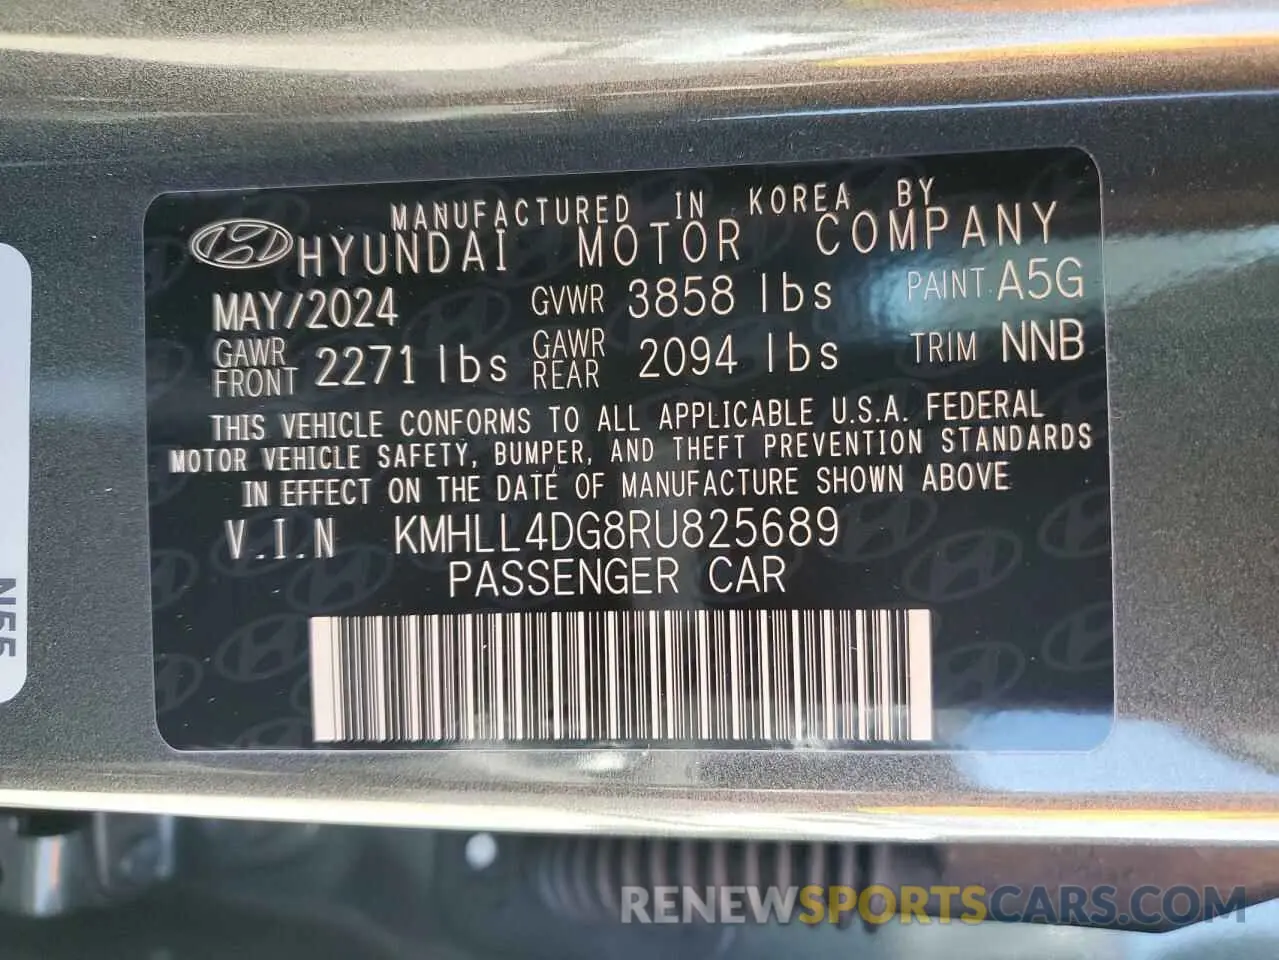 MANUFACTURED IN KOREA BY
HYUNDAI MOTOR COMPANY
MAY/2024 GVWR 3858 lbs PAINT A5G
GAWR FRONT 2271 lbs GAWR REAR 2094 lbs TRIM NNB
THIS VEHICLE CONFORMS TO ALL APPLICABLE U.S.A. FEDERAL
MOTOR VEHICLE SAFETY, BUMPER, AND THEFT PREVENTION STANDARDS
IN EFFECT ON THE DATE OF MANUFACTURE SHOWN ABOVE
V.I.N KMHLL4DG8RU825689
PASSENGER CAR
RENEWSPORTSCARS.COM